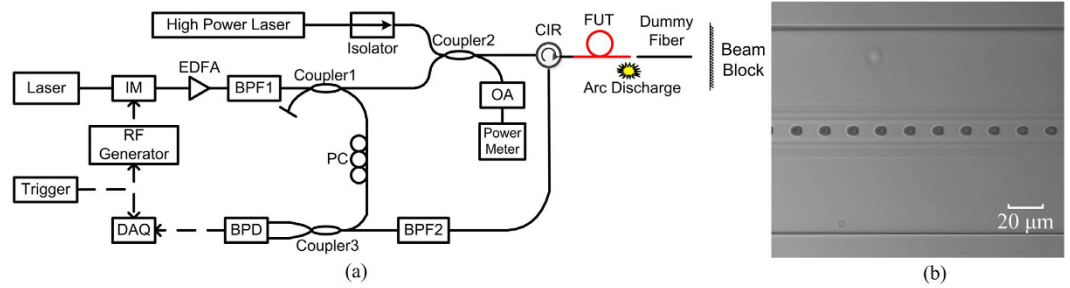 High Power Laser
Isolator
Coupler2
CIR
FUT
Dummy
Fiber
Beam
Block
Arc Discharge
EDFA
Laser
IM
BPF1
Coupler1
OA
Power
Meter
RF
Generator
PC
Trigger
DAQ
BPD
Coupler3
BPF2
(a)
20 μm
(b)